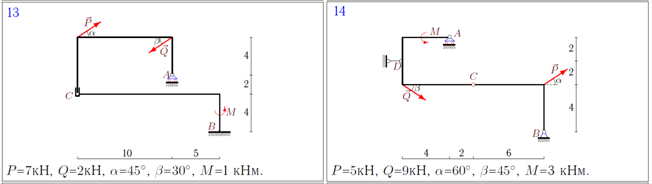 13
P
α
β
Q
A
4
C
4
M
B
10
5
P=7кН, Q=2кН, α=45°, β=30°, M=1 кНм.
14
M
A
2
D
2
C
P
α
Q
β
4
B
4
2
6
P=5кН, Q=9кН, α=60°, β=45°, M=3 кНм.